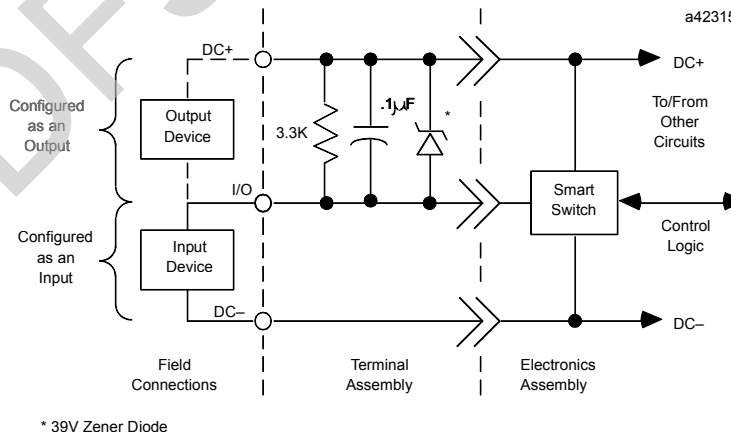 a42315
DC+
DC+
Configured
as an
Output
Output
Device
3.3K
.1μF
*
To/From
Other
Circuits
I/O
Smart
Switch
Configured
as an
Input
Input
Device
Control
Logic
DC–
DC–
Field
Connections
Terminal
Assembly
Electronics
Assembly
* 39V Zener Diode